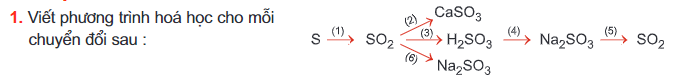 1. Viết phương trình hoá học cho mỗi
chuyển đổi sau :
(2) CaSO₃
S (1)→ SO₂ (3)→ H₂SO₃ (4)→ Na₂SO₃ (5)→ SO₂
(6) Na₂SO₃